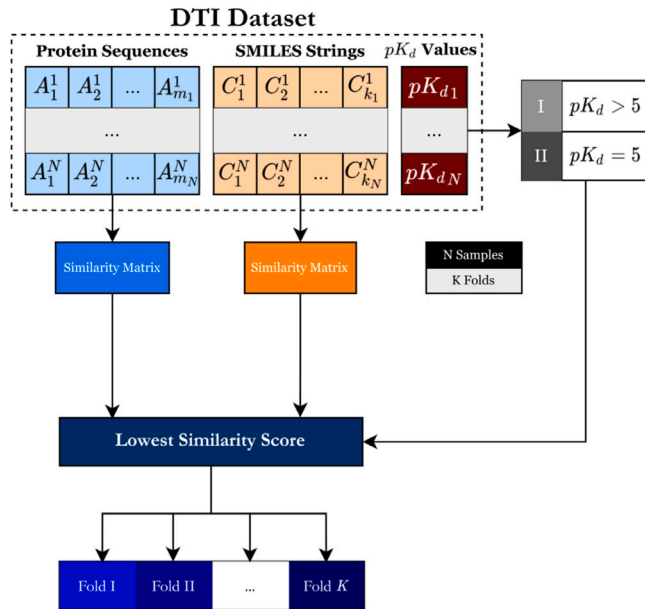 DTI Dataset
Protein Sequences SMILES Strings pK_d Values
A_1^1 A_2^1 ... A_{m_1}^1 C_1^1 C_2^1 ... C_{k_1}^1 pK_{d1}
... ... ...
A_1^N A_2^N ... A_{m_N}^N C_1^N C_2^N ... C_{k_N}^N pK_{dN}
I pK_d > 5
II pK_d = 5
Similarity Matrix Similarity Matrix
N Samples
K Folds
Lowest Similarity Score
Fold I Fold II ... Fold K